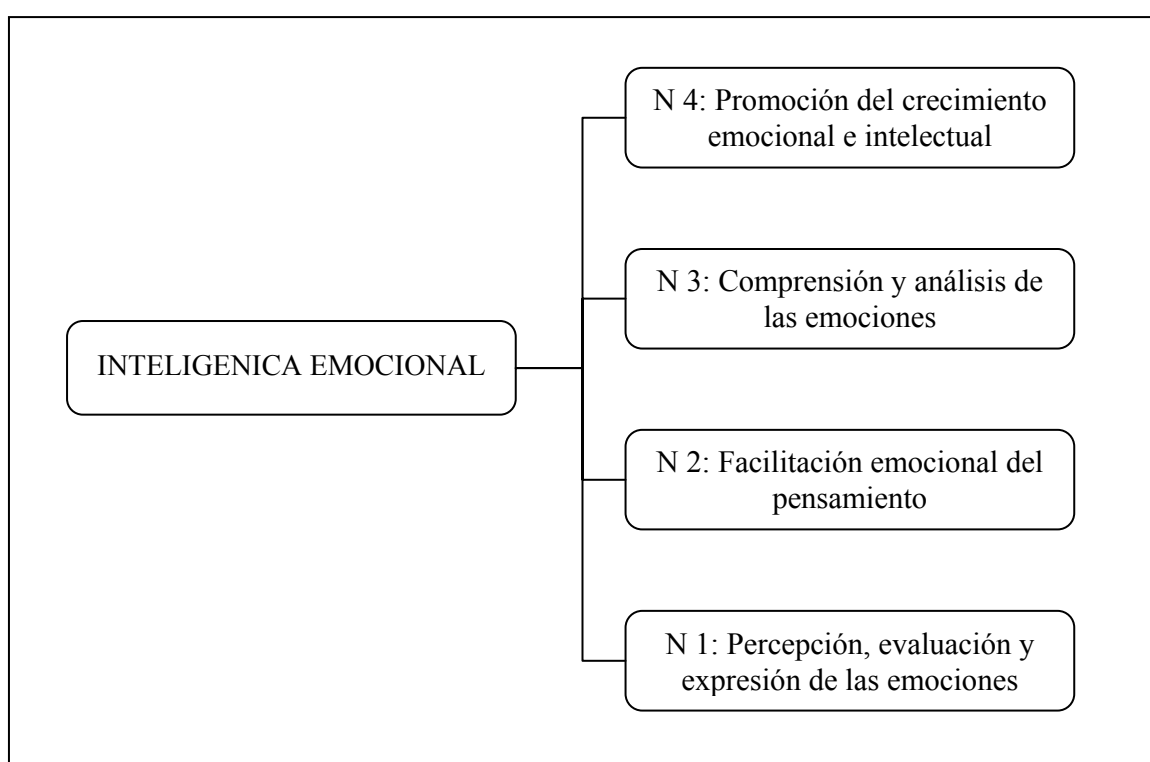 N 4: Promoción del crecimiento
emocional e intelectual
N 3: Comprensión y análisis de
las emociones
INTELIGENICA EMOCIONAL
N 2: Facilitación emocional del
pensamiento
N 1: Percepción, evaluación y
expresión de las emociones